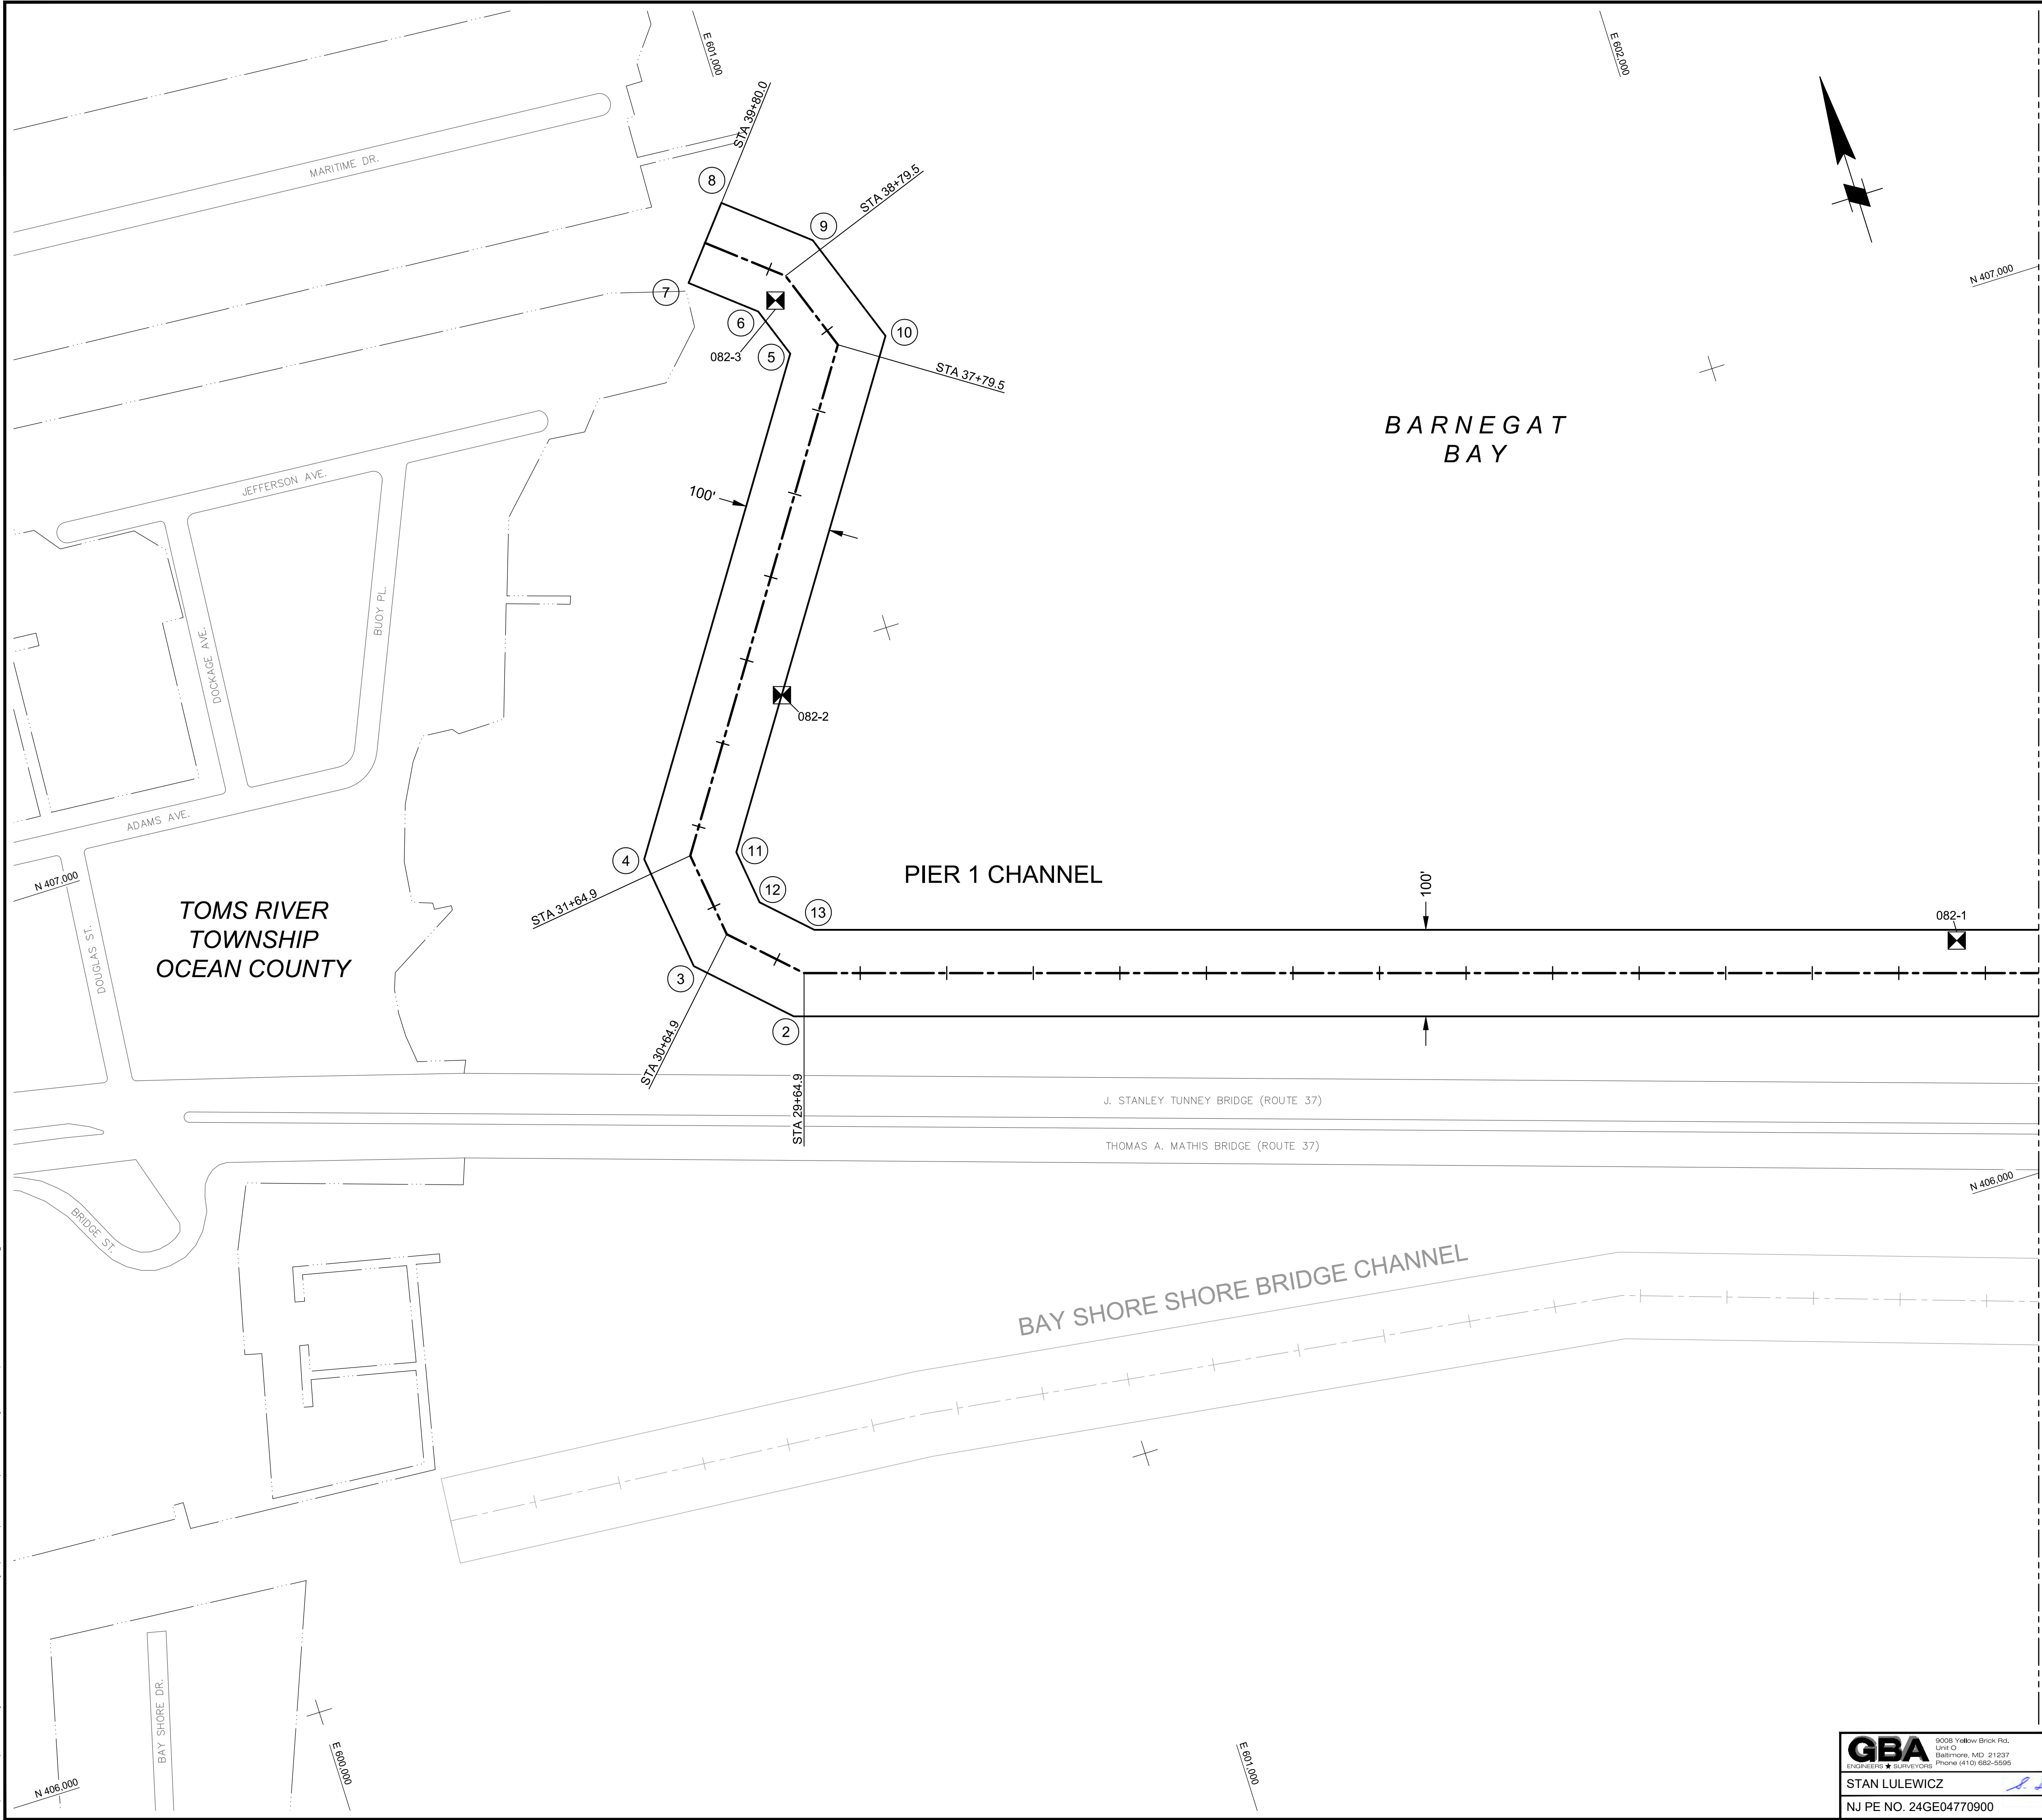 E 601,000
E 602,000
STA 39+80.0
MARITIME DR.
8
STA 38+79.5
9
N 407,000
7
6
10
082-3
5
STA 37+79.5
BARNEGAT
BAY
JEFFERSON AVE.
100'
BUOY PL.
DOCKAGE AVE.
082-2
ADAMS AVE.
11
4
PIER 1 CHANNEL
100'
N 407,000
12
STA 31+64.9
13
082-1
TOMS RIVER
TOWNSHIP
OCEAN COUNTY
DOUGLAS ST.
3
2
STA 30+64.9
STA 29+64.9
J. STANLEY TUNNEY BRIDGE (ROUTE 37)
THOMAS A. MATHIS BRIDGE (ROUTE 37)
N 406,000
BRIDGE ST.
BAY SHORE SHORE BRIDGE CHANNEL
BAY SHORE DR.
E 600,000
E 601,000
N 406,000
GBA
ENGINEERS ★ SURVEYORS
9008 Yellow Brick Rd.
Unit O
Baltimore, MD 21237
Phone (410) 682-5595
STAN LULEWICZ
NJ PE NO. 24GE04770900